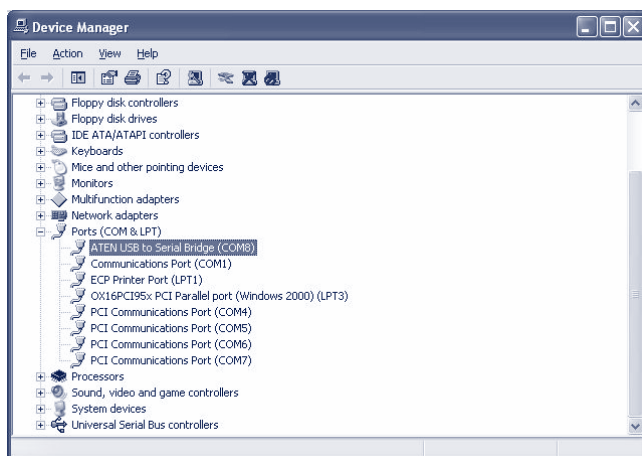 Device Manager
File Action View Help
Floppy disk controllers
Floppy disk drives
IDE ATA/ATAPI controllers
Keyboards
Mice and other pointing devices
Monitors
Multifunction adapters
Network adapters
Ports (COM & LPT)
ATEN USB to Serial Bridge (COM8)
Communications Port (COM1)
ECP Printer Port (LPT1)
OX16PCI95x PCI Parallel port (Windows 2000) (LPT3)
PCI Communications Port (COM4)
PCI Communications Port (COM5)
PCI Communications Port (COM6)
PCI Communications Port (COM7)
Processors
Sound, video and game controllers
System devices
Universal Serial Bus controllers